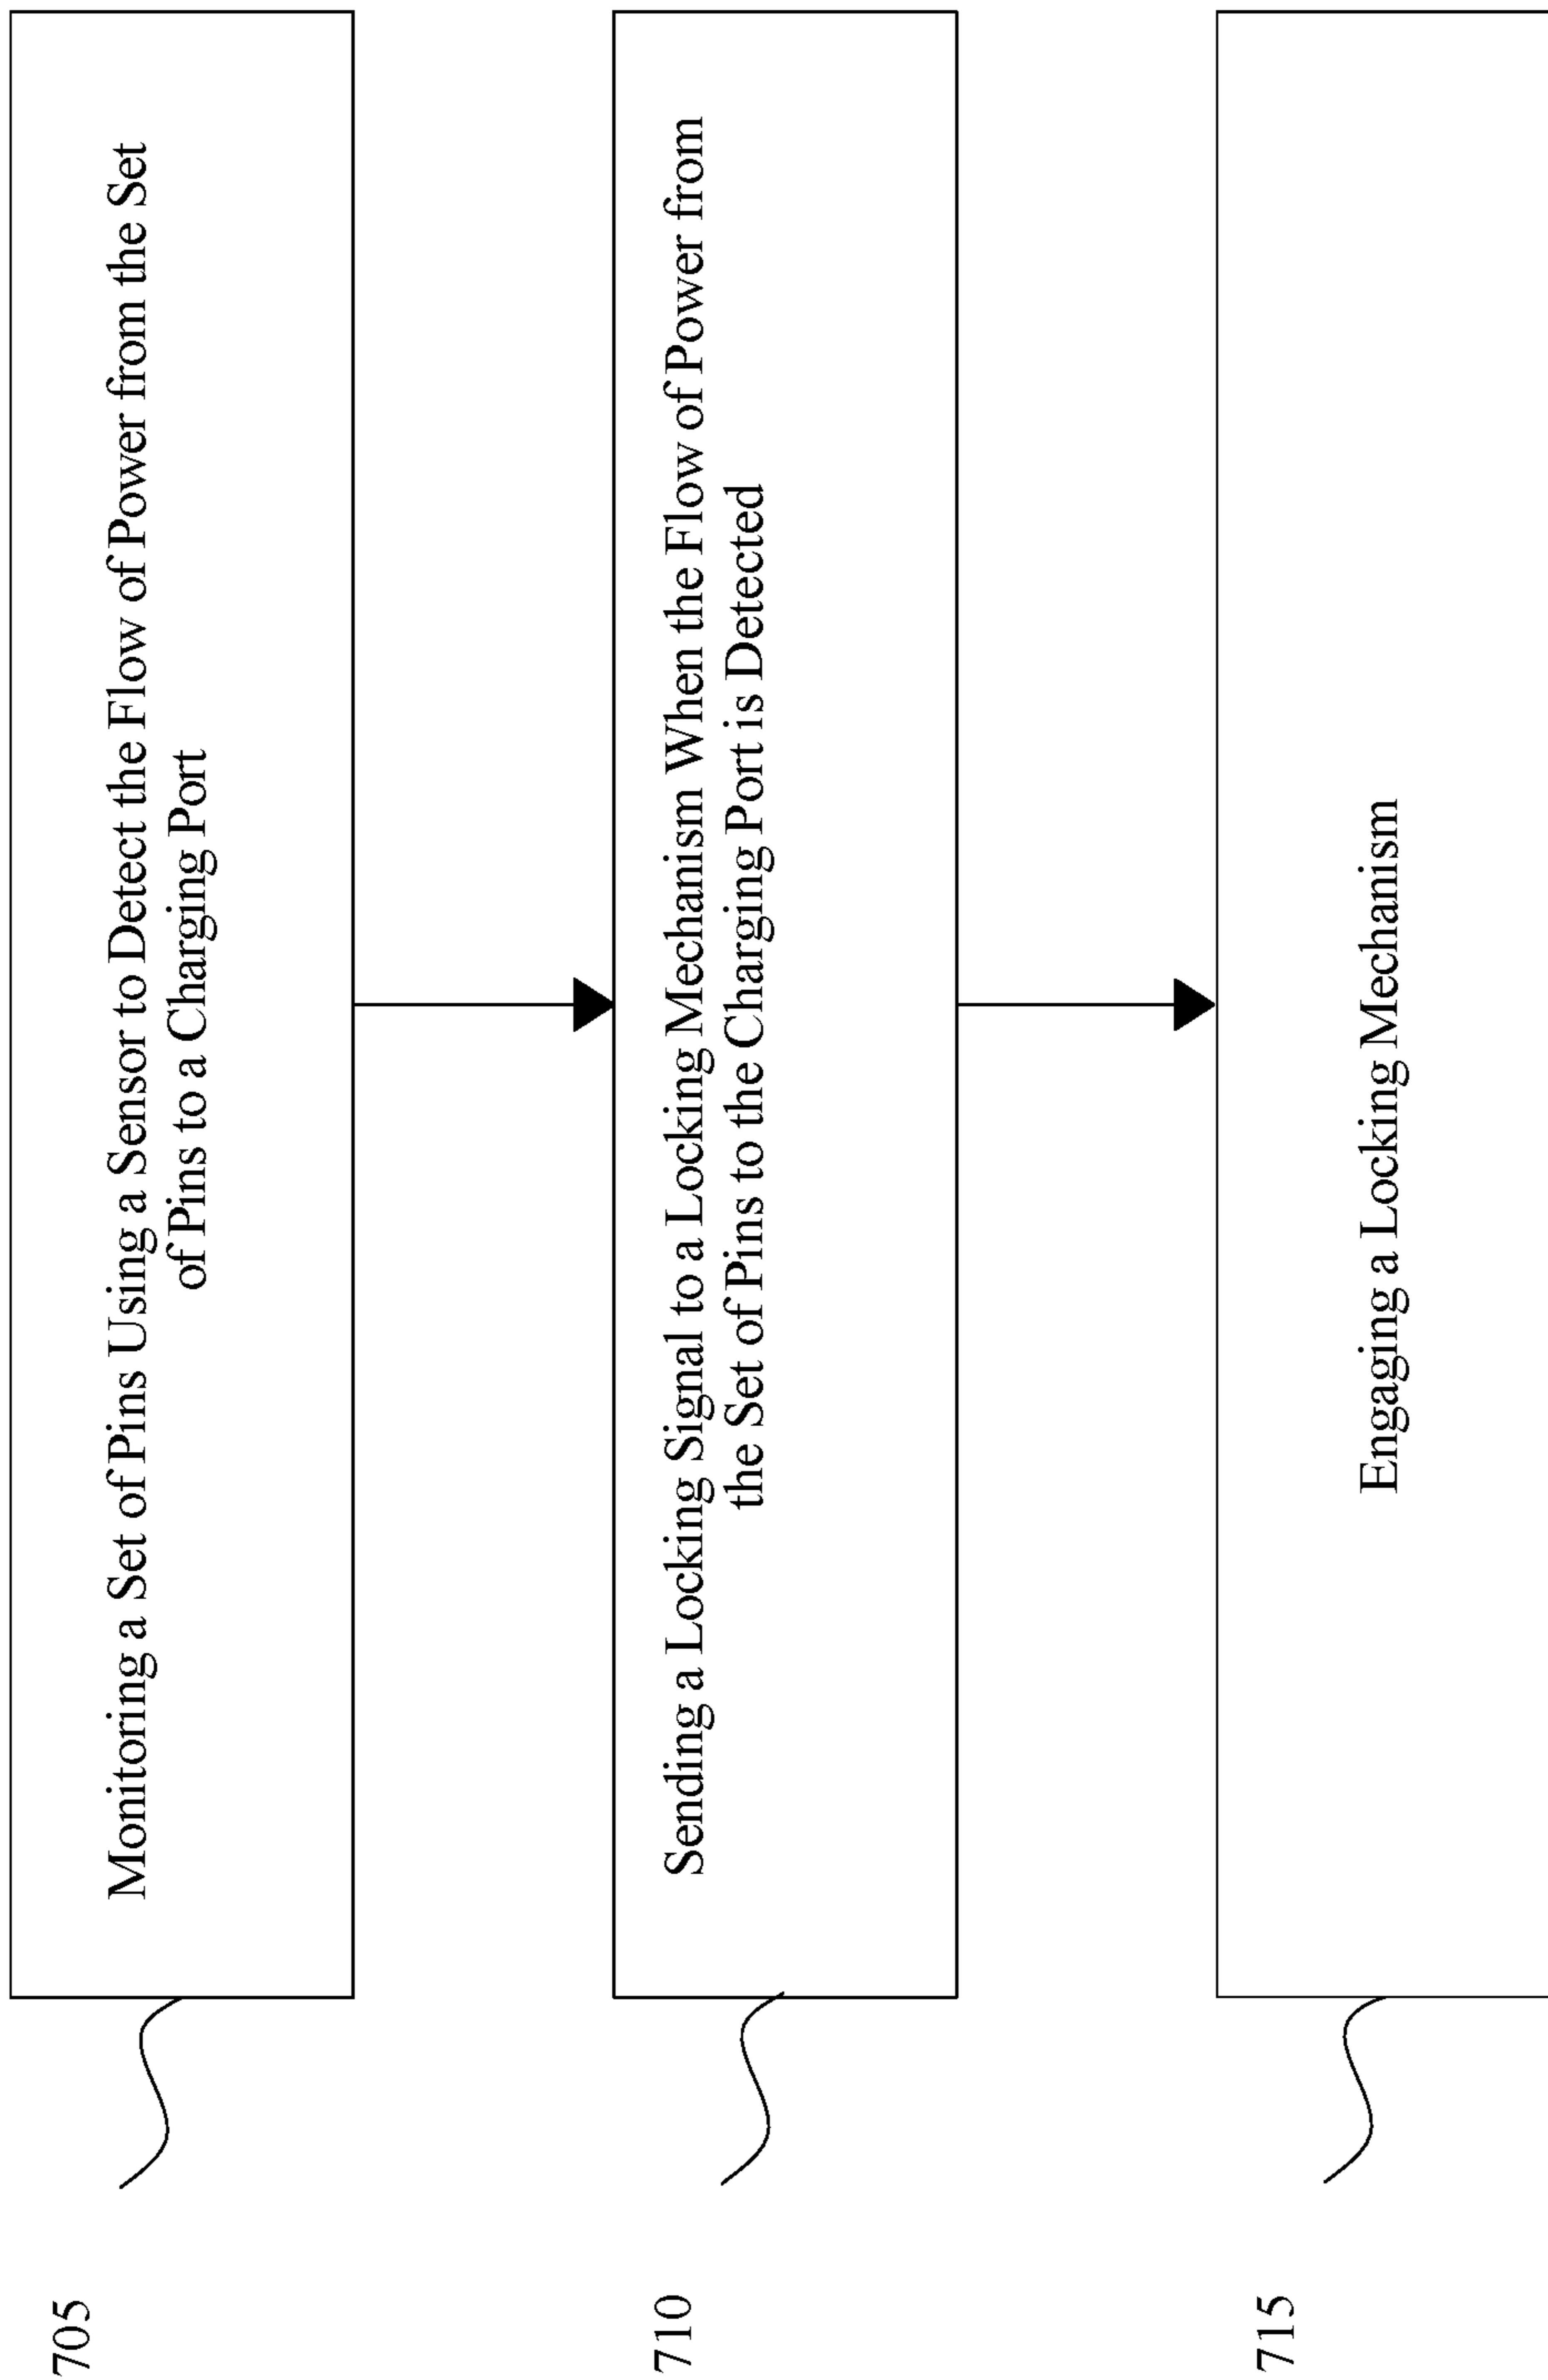 705
Monitoring a Set of Pins Using a Sensor to Detect the Flow of Power from the Set
of Pins to a Charging Port
710
Sending a Locking Signal to a Locking Mechanism When the Flow of Power from
the Set of Pins to the Charging Port is Detected
715
Engaging a Locking Mechanism